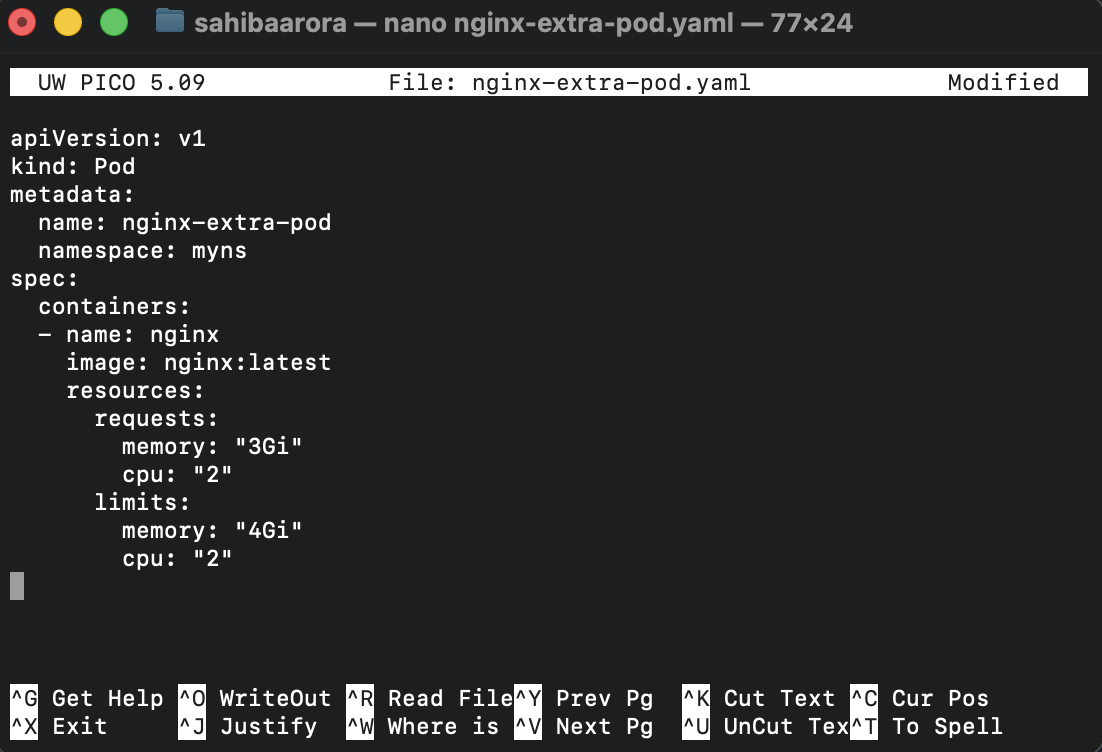 sahibaarora — nano nginx-extra-pod.yaml — 77×24
UW PICO 5.09 File: nginx-extra-pod.yaml Modified
apiVersion: v1
kind: Pod
metadata:
  name: nginx-extra-pod
  namespace: myns
spec:
  containers:
  - name: nginx
    image: nginx:latest
    resources:
      requests:
        memory: "3Gi"
        cpu: "2"
      limits:
        memory: "4Gi"
        cpu: "2"
^G Get Help ^O WriteOut ^R Read File ^Y Prev Pg ^K Cut Text ^C Cur Pos
^X Exit ^J Justify ^W Where is ^V Next Pg ^U UnCut Tex ^T To Spell